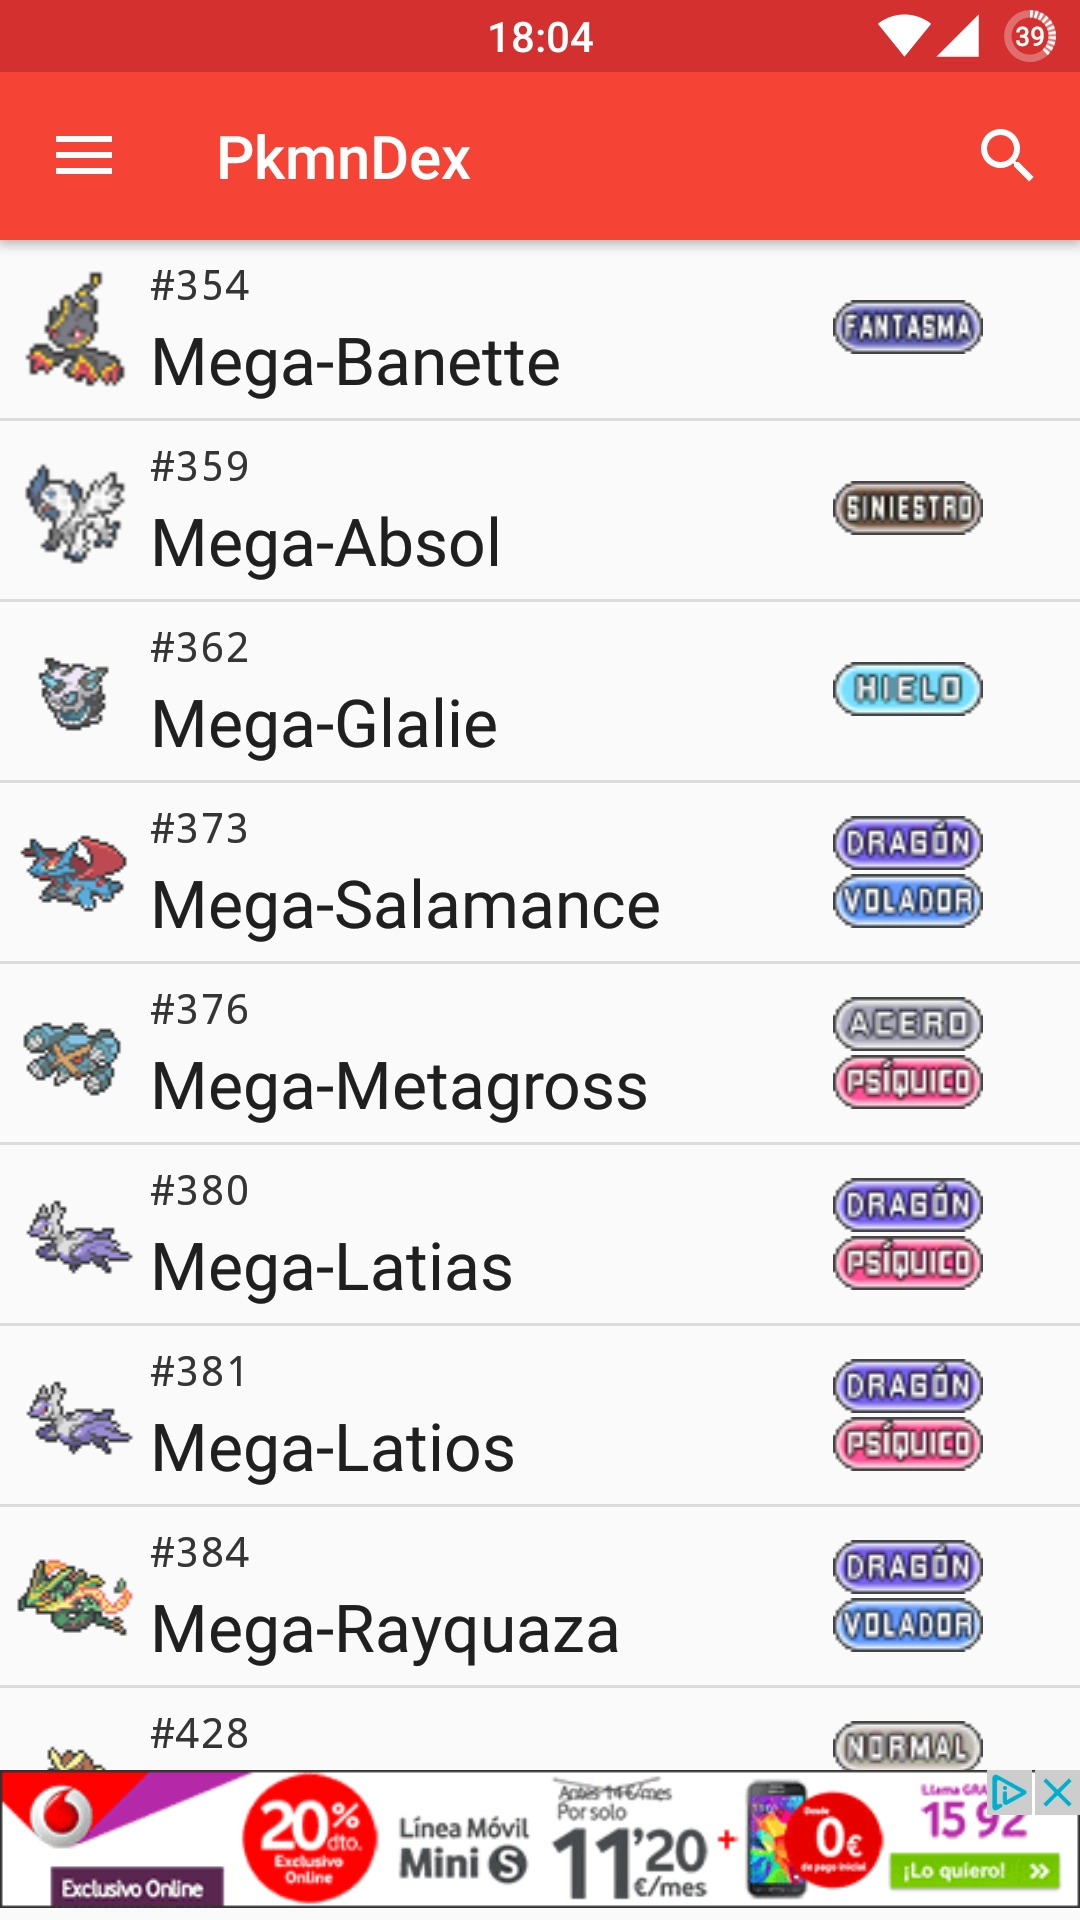 18:04
39
PkmnDex
#354
Mega-Banette
FANTASMA
#359
Mega-Absol
SINIESTRO
#362
Mega-Glalie
HIELO
#373
Mega-Salamance
DRAGÓN
VOLADOR
#376
Mega-Metagross
ACERO
PSÍQUICO
#380
Mega-Latias
DRAGÓN
PSÍQUICO
#381
Mega-Latios
DRAGÓN
PSÍQUICO
#384
Mega-Rayquaza
DRAGÓN
VOLADOR
#428
NORMAL
Exclusivo Online
20% dto.
Exclusivo
Online
Línea Móvil
Mini S
Antes 14€/mes
Por solo
11'20
€/mes
+
Desde
0€
de pago inicial
Llama GRA
15 92
¡Lo quiero! »